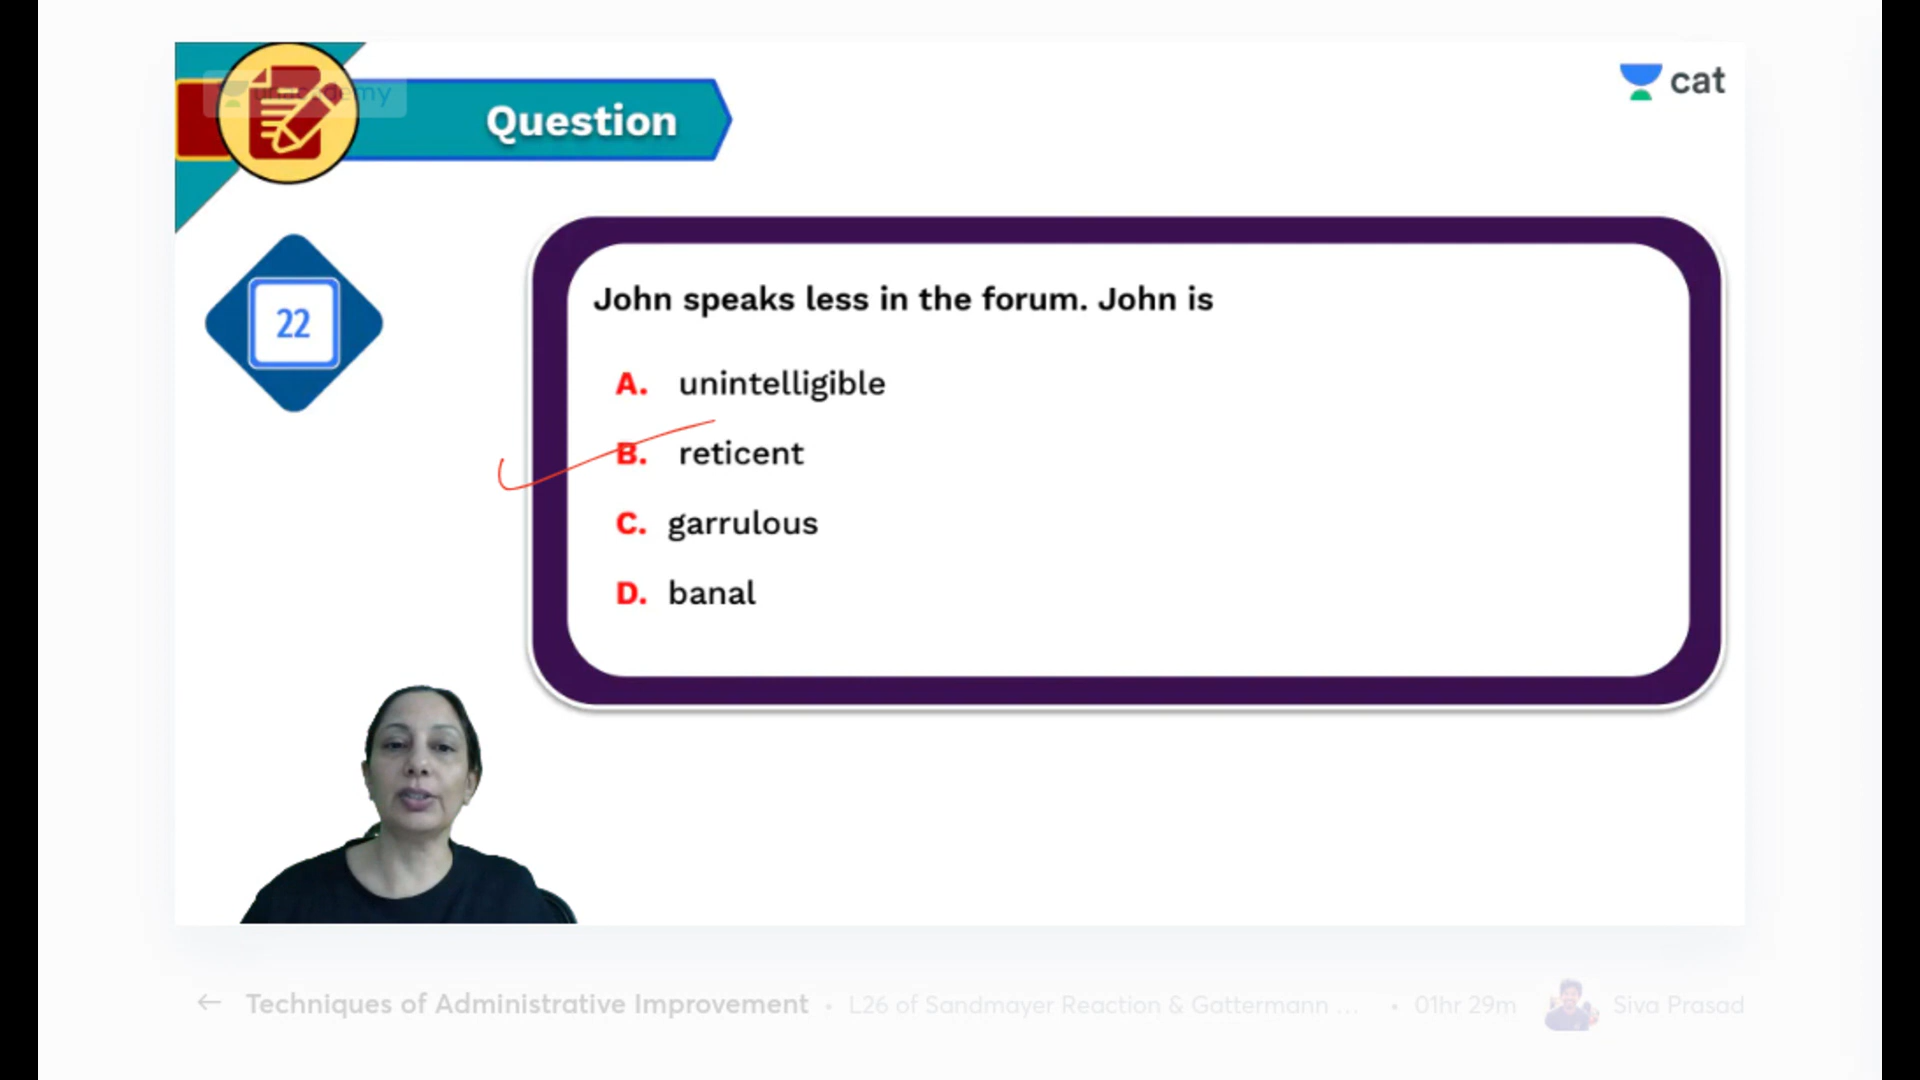 unacademy
Question
cat
22
John speaks less in the forum. John is
A. unintelligible
B. reticent
C. garrulous
D. banal
← Techniques of Administrative Improvement • L26 of Sandmayer Reaction & Gattermann ... • 01hr 29m Siva Prasad